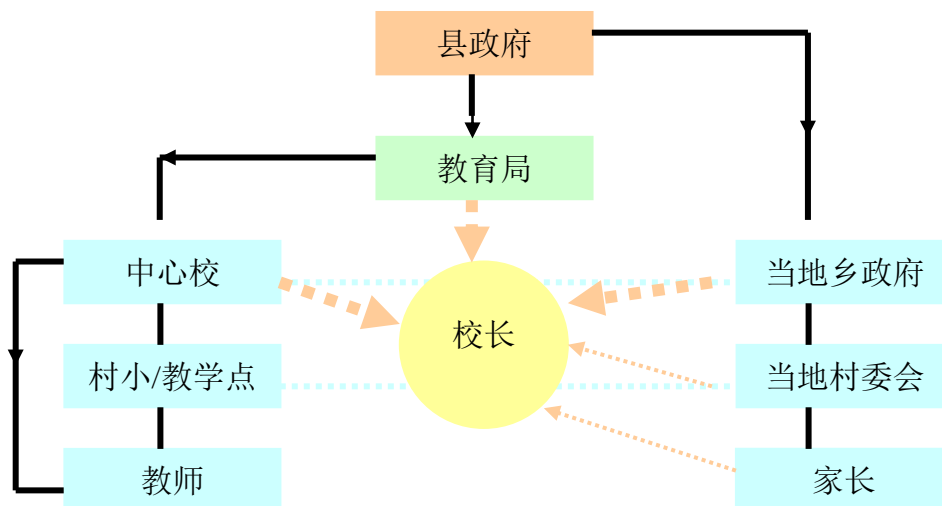 县政府
教育局
中心校
当地乡政府
校长
村小/教学点
当地村委会
教师
家长